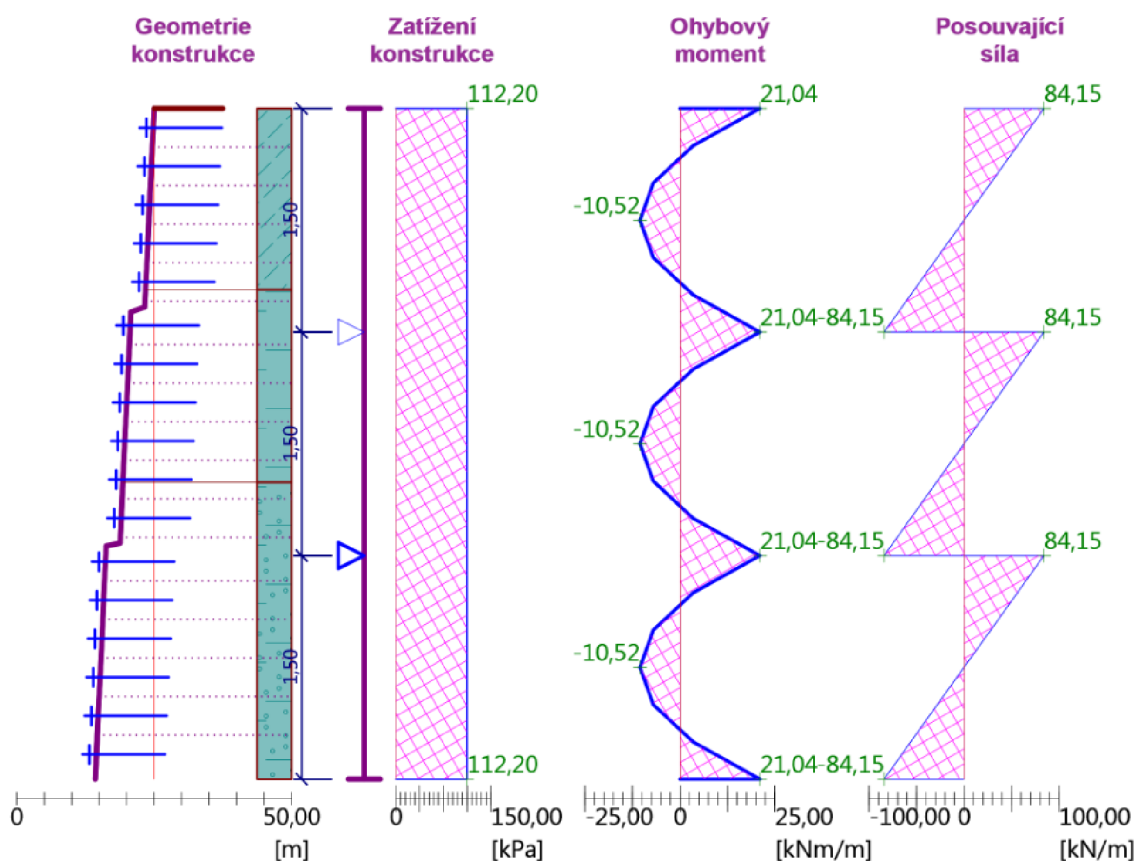 Geometrie
konstrukce
Zatížení
konstrukce
Ohybový
moment
Posouvající
síla
112,20
21,04
84,15
1,50
-10,52
21,04
-84,15
84,15
1,50
-10,52
21,04
-84,15
84,15
1,50
-10,52
112,20
21,04
-84,15
0
50,00
[m]
0
150,00
[kPa]
-25,00
0
25,00
[kNm/m]
-100,00
0
100,00
[kN/m]